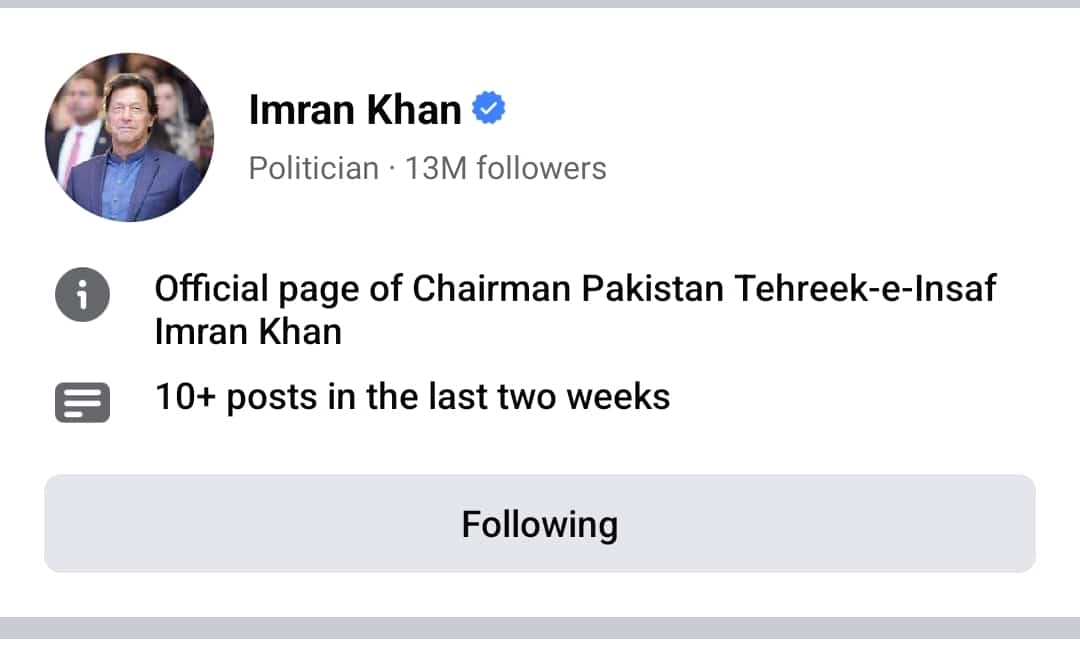 Imran Khan
Politician · 13M followers
Official page of Chairman Pakistan Tehreek-e-Insaf
Imran Khan
10+ posts in the last two weeks
Following